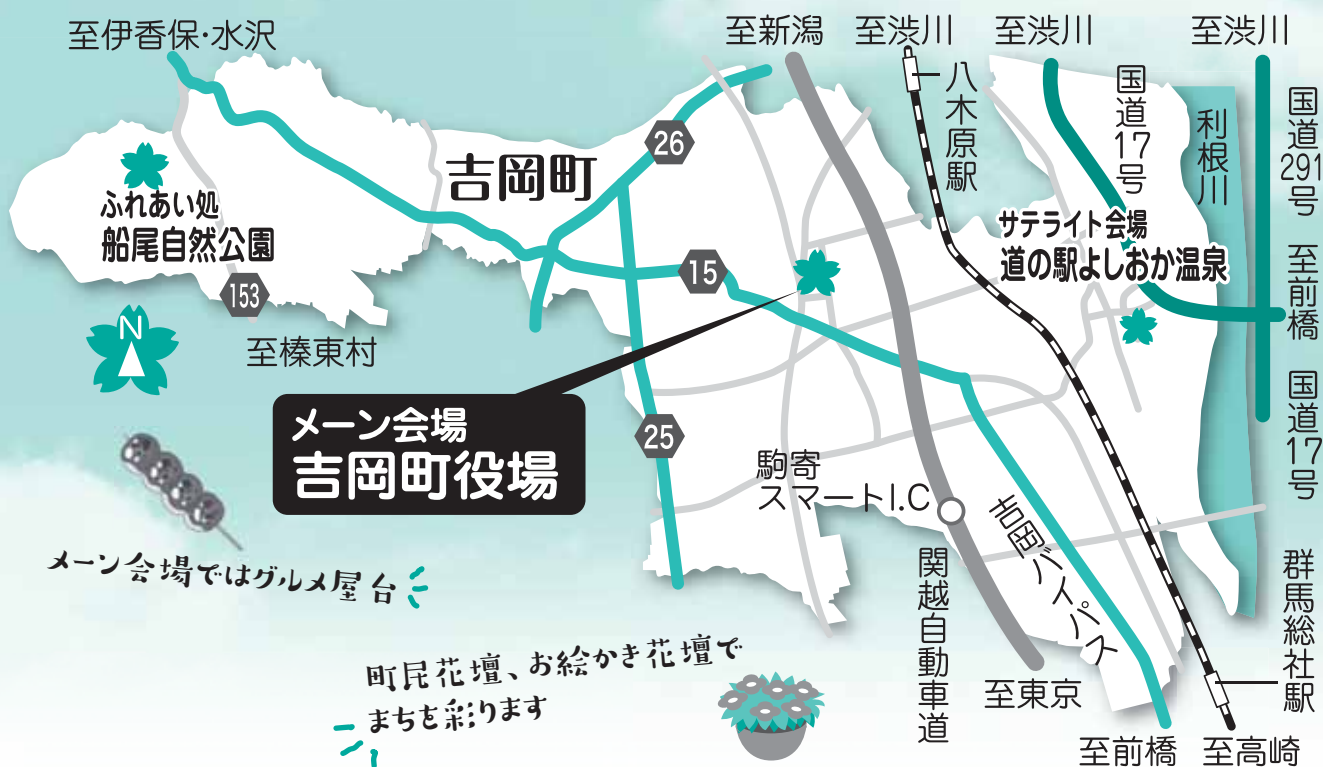 至伊香保・水沢
至新潟
至渋川
至渋川
至渋川
八木原駅
国道17号
利根川
国道291号
26
吉岡町
ふれあい処
船尾自然公園
サテライト会場
道の駅よしおか温泉
15
153
至前橋
N
至榛東村
メーン会場
吉岡町役場
25
国道17号
駒寄
スマートI.C
吉岡バイパス
関越自動車道
群馬総社駅
メーン会場ではグルメ屋台
町民花壇、お絵かき花壇で
まちを彩ります
至東京
至前橋
至高崎